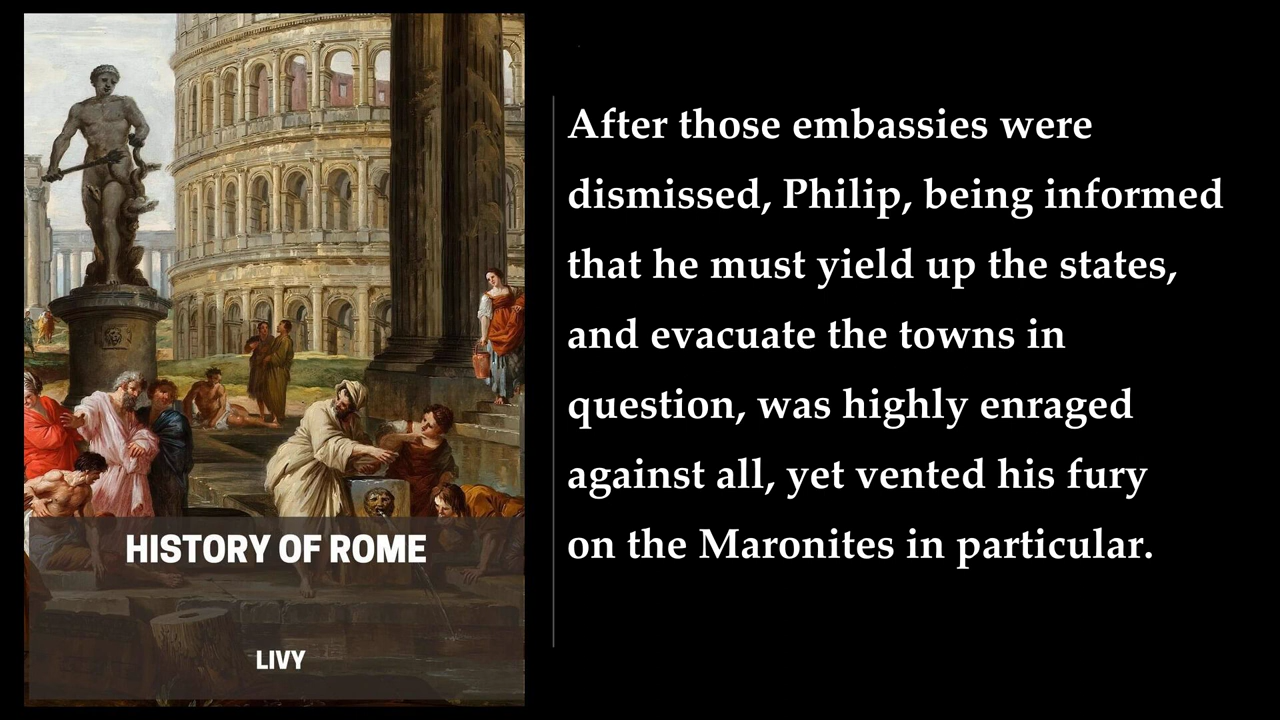 HISTORY OF ROME
LIVY
After those embassies were
dismissed, Philip, being informed
that he must yield up the states,
and evacuate the towns in
question, was highly enraged
against all, yet vented his fury
on the Maronites in particular.